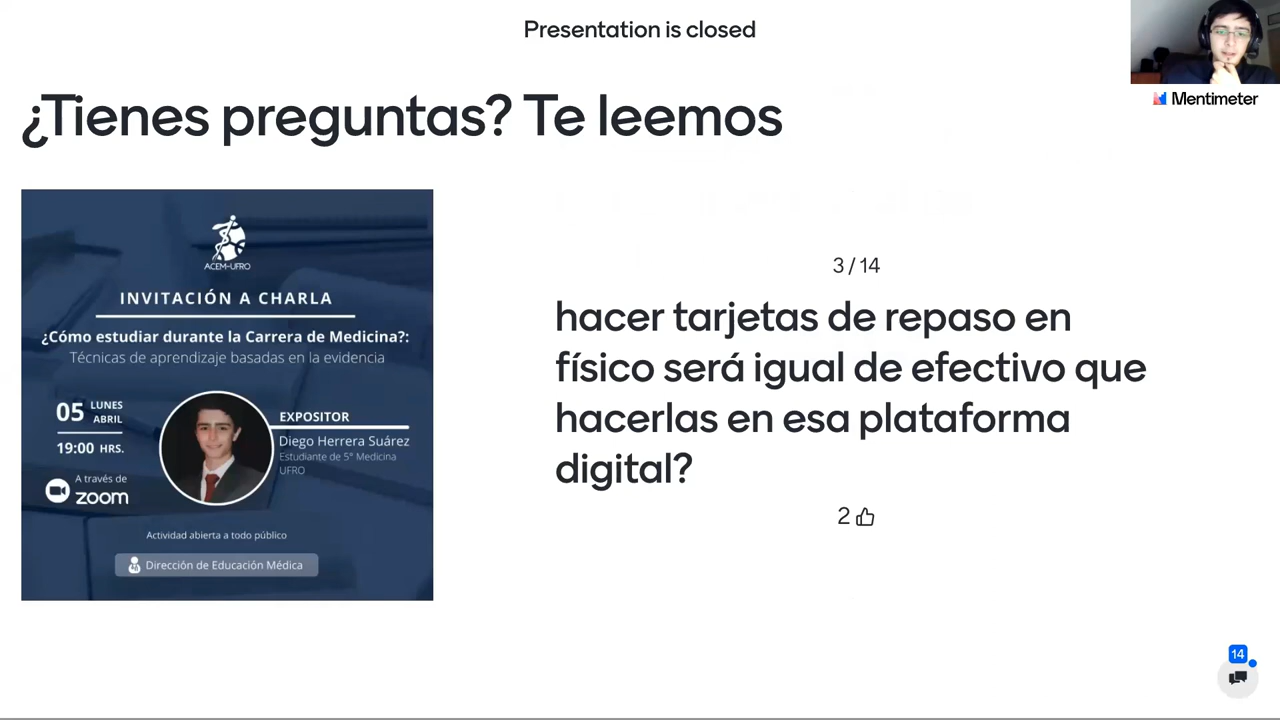 Presentation is closed
Mentimeter
¿Tienes preguntas? Te leemos
ACEM-UFRO
INVITACIÓN A CHARLA
¿Cómo estudiar durante la Carrera de Medicina?:
Técnicas de aprendizaje basadas en la evidencia
05 LUNES
ABRIL
19:00 HRS.
A través de
zoom
EXPOSITOR
Diego Herrera Suárez
Estudiante de 5° Medicina
UFRO
Actividad abierta a todo público
Dirección de Educación Médica
3 / 14
hacer tarjetas de repaso en
físico será igual de efectivo que
hacerlas en esa plataforma
digital?
2
14